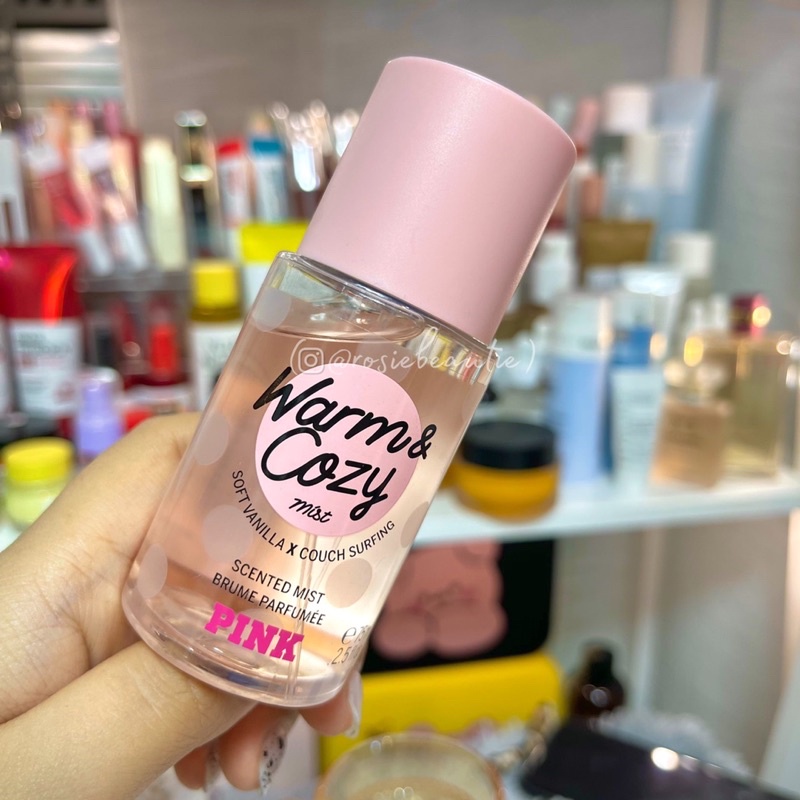 @rosiebeautie
Warm &
Cozy
mist
SOFT VANILLA X COUCH SURFING
SCENTED MIST
BRUME PARFUMÉE
PINK